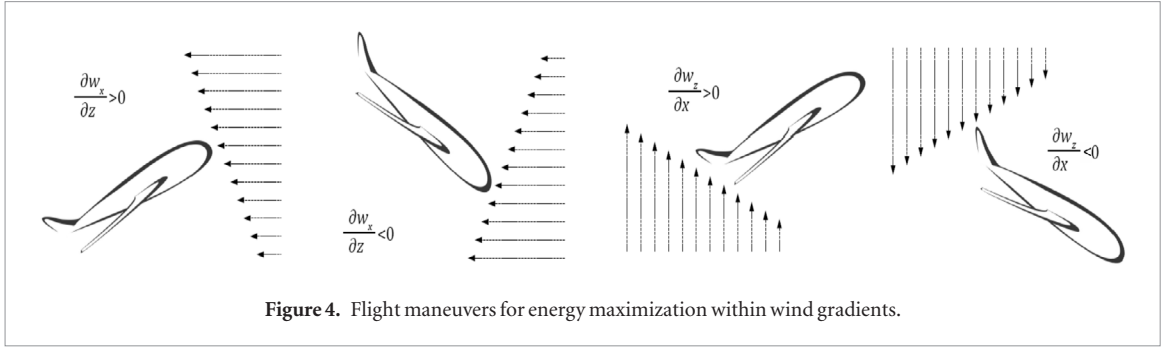 ∂w_x/∂z>0
∂w_x/∂z<0
∂w_z/∂x>0
∂w_z/∂x<0
Figure 4. Flight maneuvers for energy maximization within wind gradients.